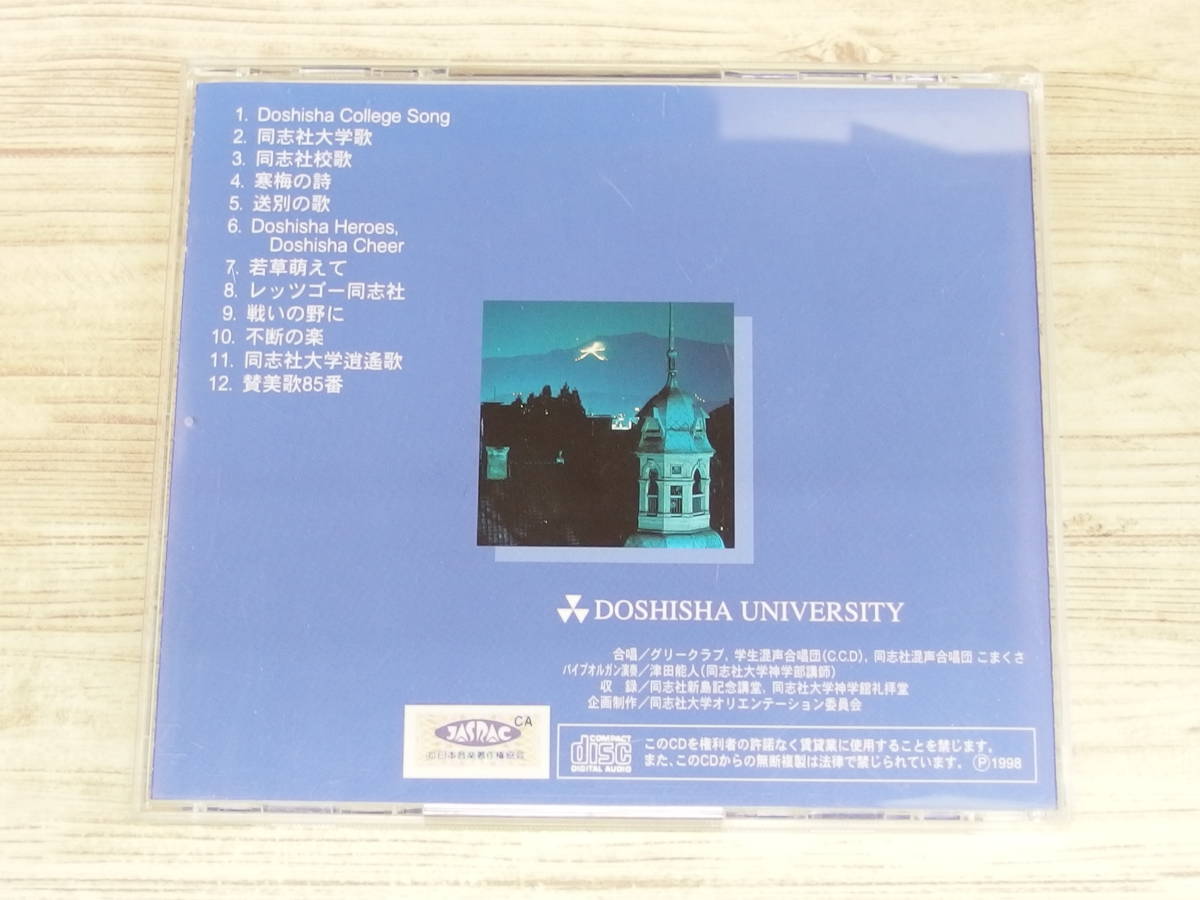 1. Doshisha College Song
2. 同志社大学歌
3. 同志社校歌
4. 寒梅の詩
5. 送別の歌
6. Doshisha Heroes,
Doshisha Cheer
7. 若草萌えて
8. レッツゴー同志社
9. 戦いの野に
10. 不断の楽
11. 同志社大学逍遙歌
12. 賛美歌85番
大
DOSHISHA UNIVERSITY
合唱/グリークラブ, 学生混声合唱団(C.C.D), 同志社混声合唱団 こまくさ
パイプオルガン演奏/津田能人(同志社大学神学部講師)
収 録/同志社新島記念講堂, 同志社大学神学館礼拝堂
企画制作/同志社大学オリエンテーション委員会
CA
JASRAC
日本音楽著作権協会
COMPACT
disc
DIGITAL AUDIO
このCDを権利者の許諾なく賃貸業に使用することを禁じます。
また、このCDからの無断複製は法律で禁じられています。 Ⓟ1998